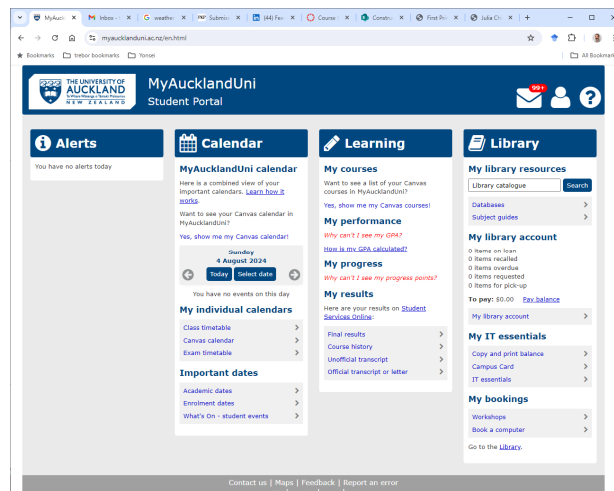 MyAuckl
Inbox -
weather
Submis
(44) Fee
Course
Constru
First Pri
Julia Ch
myaucklanduni.ac.nz/en.html
Bookmarks trebor bookmarks Yonsei All Bookmark
THE UNIVERSITY OF
AUCKLAND
NEW ZEALAND
MyAucklandUni
Student Portal
99+
Alerts
You have no alerts today
Calendar
MyAucklandUni calendar
Here is a combined view of your
important calendars. Learn how it
works.
Want to see your Canvas calendar in
MyAucklandUni?
Yes, show me my Canvas calendar!
Sunday
4 August 2024
Today Select date
You have no events on this day
My individual calendars
Class timetable
Canvas calendar
Exam timetable
Important dates
Academic dates
Enrolment dates
What's On - student events
Learning
My courses
Want to see a list of your Canvas
courses in MyAucklandUni?
Yes, show me my Canvas courses!
My performance
Why can't I see my GPA?
How is my GPA calculated?
My progress
Why can't I see my progress points?
My results
Here are your results on Student
Services Online:
Final results
Course history
Unofficial transcript
Official transcript or letter
Library
My library resources
Library catalogue Search
Databases
Subject guides
My library account
0 items on loan
0 items recalled
0 items overdue
0 items requested
0 items for pick-up
To pay: $0.00 Pay balance
My library account
My IT essentials
Copy and print balance
Campus Card
IT essentials
My bookings
Workshops
Book a computer
Go to the Library.
Contact us | Maps | Feedback | Report an error